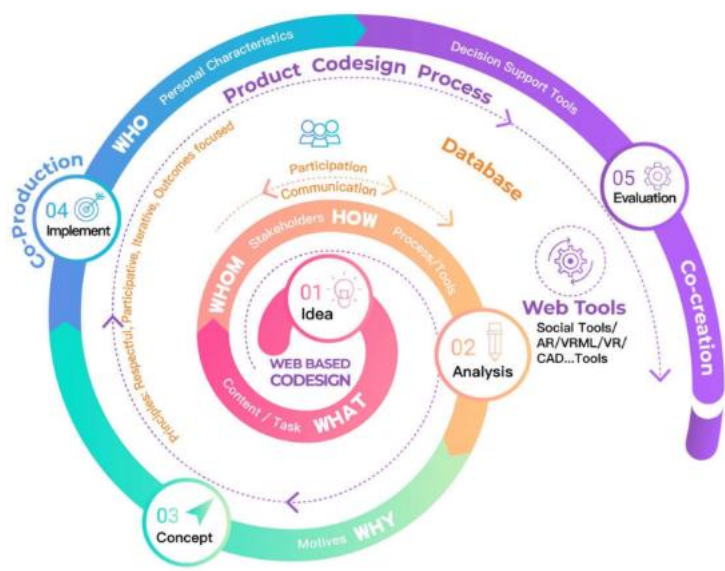 WEB BASED
CODESIGN
01
Idea
Content / Task WHAT
WHOM Stakeholders HOW Process/Tools
02
Analysis
Motives WHY
03
Concept
04
Implement
Co-Production
WHO Personal Characteristics
Decision Support Tools
05
Evaluation
Co-creation
Product Codesign Process
Principles: Respectful, Participative, Iterative, Outcomes focused
Participation
Communication
Database
Web Tools
Social Tools/
AR/VRML/VR/
CAD...Tools